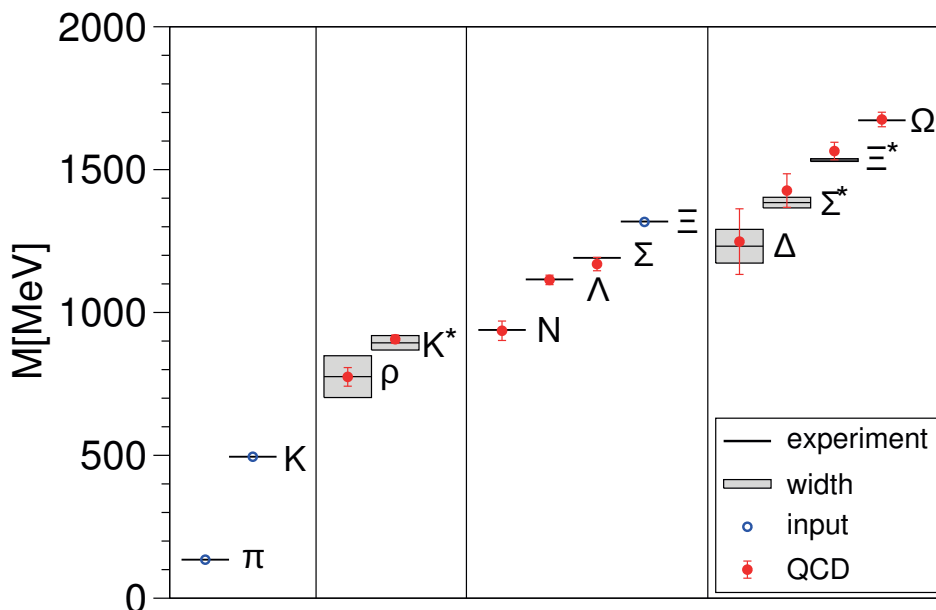 M[MeV]
2000
1500
1000
500
0
π
K
ρ
K*
N
Λ
Σ
Ξ
Δ
Σ*
Ξ*
Ω
experiment
width
input
QCD